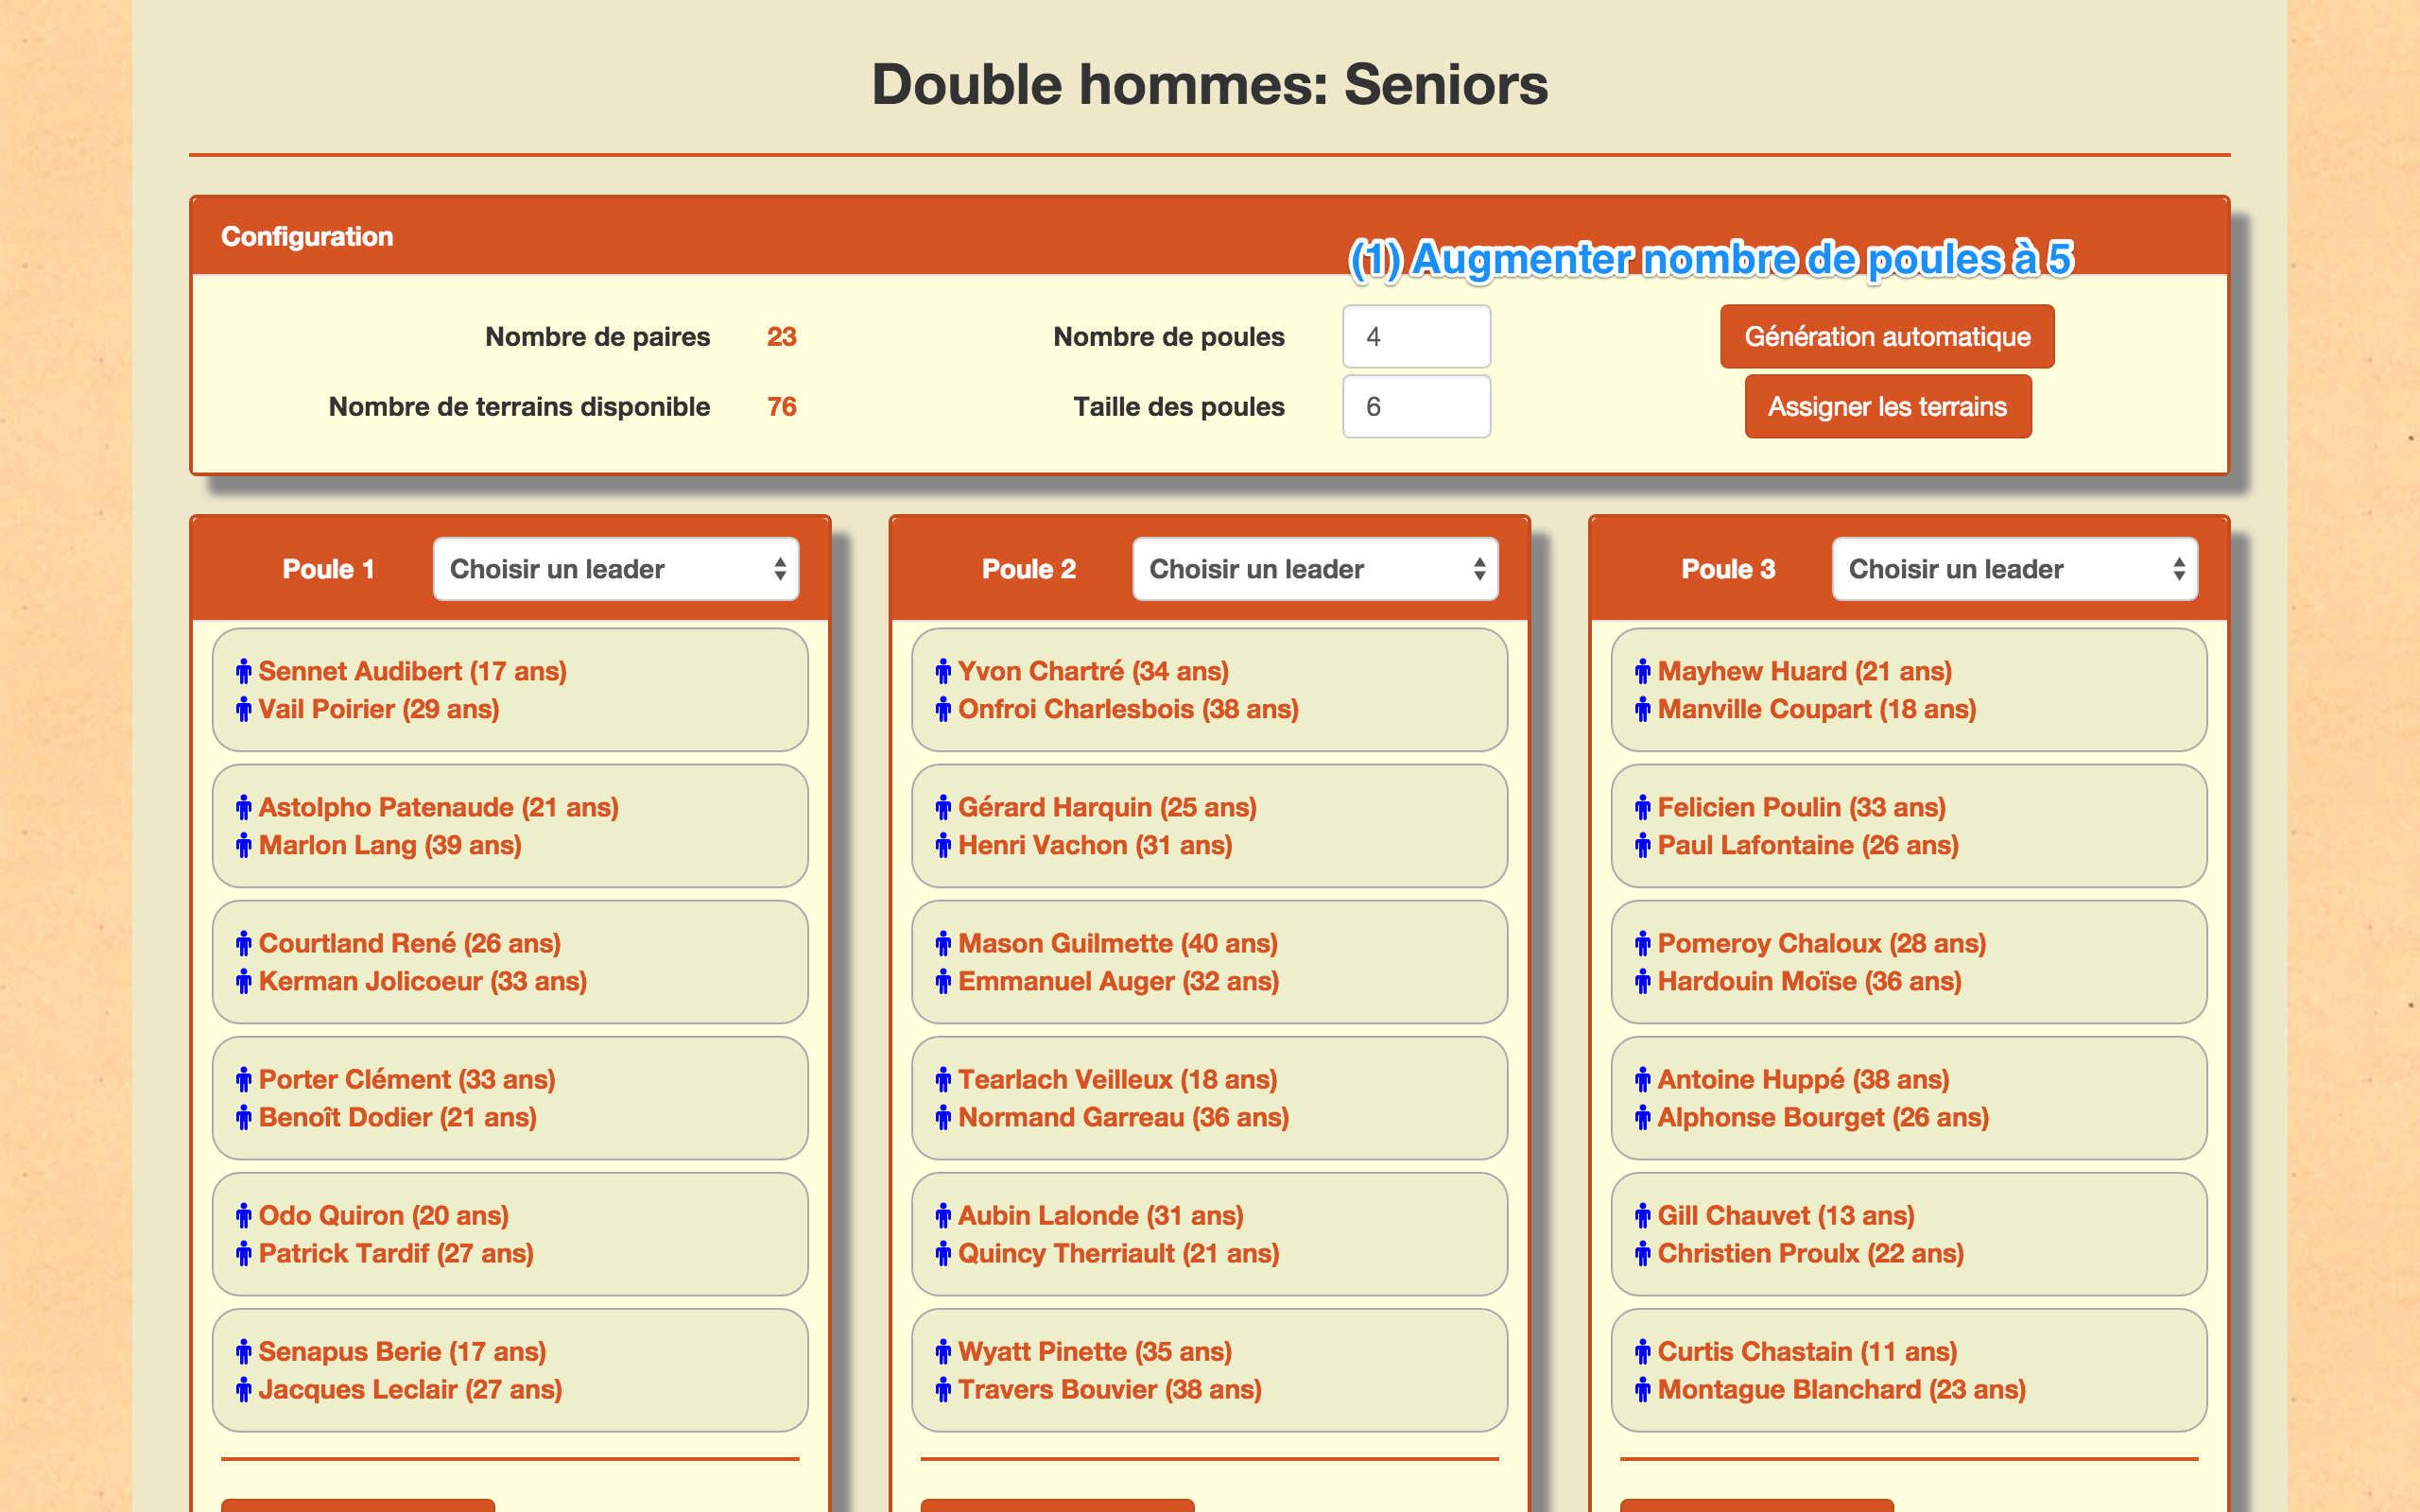 Double hommes: Seniors
Configuration
(1) Augmenter nombre de poules à 5
Nombre de paires 23 Nombre de poules 4 Génération automatique
Nombre de terrains disponible 76 Taille des poules 6 Assigner les terrains
Poule 1 Choisir un leader
Sennet Audibert (17 ans)
Vail Poirier (29 ans)
Astolpho Patenaude (21 ans)
Marlon Lang (39 ans)
Courtland René (26 ans)
Kerman Jolicoeur (33 ans)
Porter Clément (33 ans)
Benoît Dodier (21 ans)
Odo Quiron (20 ans)
Patrick Tardif (27 ans)
Senapus Berie (17 ans)
Jacques Leclair (27 ans)
Poule 2 Choisir un leader
Yvon Chartré (34 ans)
Onfroi Charlesbois (38 ans)
Gérard Harquin (25 ans)
Henri Vachon (31 ans)
Mason Guilmette (40 ans)
Emmanuel Auger (32 ans)
Tearlach Veilleux (18 ans)
Normand Garreau (36 ans)
Aubin Lalonde (31 ans)
Quincy Therriault (21 ans)
Wyatt Pinette (35 ans)
Travers Bouvier (38 ans)
Poule 3 Choisir un leader
Mayhew Huard (21 ans)
Manville Coupart (18 ans)
Felicien Poulin (33 ans)
Paul Lafontaine (26 ans)
Pomeroy Chaloux (28 ans)
Hardouin Moïse (36 ans)
Antoine Huppé (38 ans)
Alphonse Bourget (26 ans)
Gill Chauvet (13 ans)
Christien Proulx (22 ans)
Curtis Chastain (11 ans)
Montague Blanchard (23 ans)